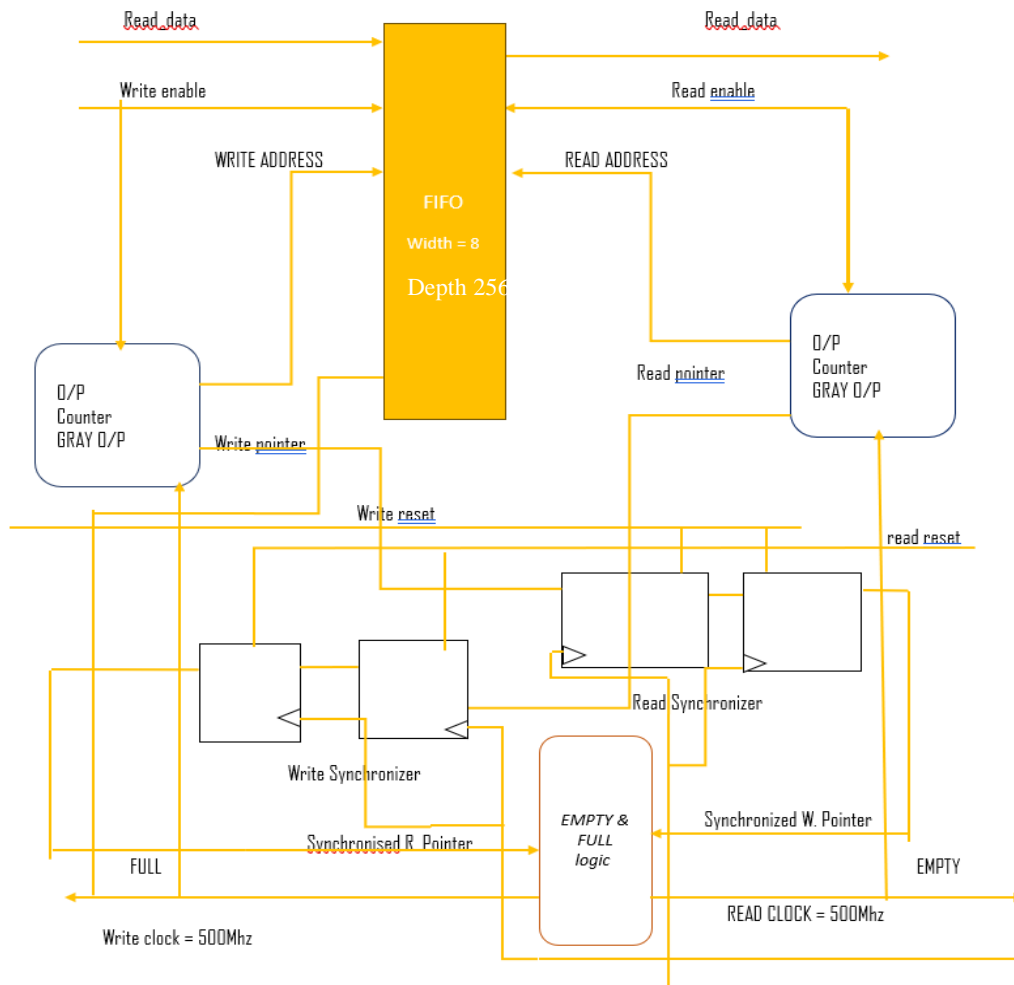 Read_data
Read_data
Write enable
Read enable
WRITE ADDRESS
READ ADDRESS
FIFO
Width = 8
Depth 256
O/P
Counter
GRAY O/P
O/P
Counter
GRAY O/P
Read pointer
Write pointer
Write reset
read reset
Read Synchronizer
Write Synchronizer
EMPTY &
FULL
logic
Synchronized W. Pointer
Synchronised R. Pointer
FULL
EMPTY
READ CLOCK = 500Mhz
Write clock = 500Mhz